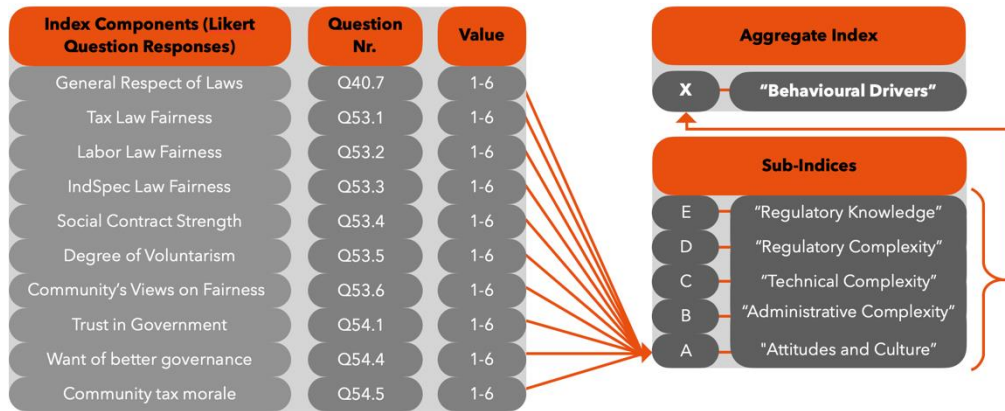 Index Components (Likert
Question Responses)
Question
Nr.
Value
General Respect of Laws
Q40.7
1-6
Tax Law Fairness
Q53.1
1-6
Labor Law Fairness
Q53.2
1-6
IndSpec Law Fairness
Q53.3
1-6
Social Contract Strength
Q53.4
1-6
Degree of Voluntarism
Q53.5
1-6
Community’s Views on Fairness
Q53.6
1-6
Trust in Government
Q54.1
1-6
Want of better governance
Q54.4
1-6
Community tax morale
Q54.5
1-6
Aggregate Index
X
“Behavioural Drivers”
Sub-Indices
E
“Regulatory Knowledge”
D
“Regulatory Complexity”
C
“Technical Complexity”
B
“Administrative Complexity”
A
"Attitudes and Culture”